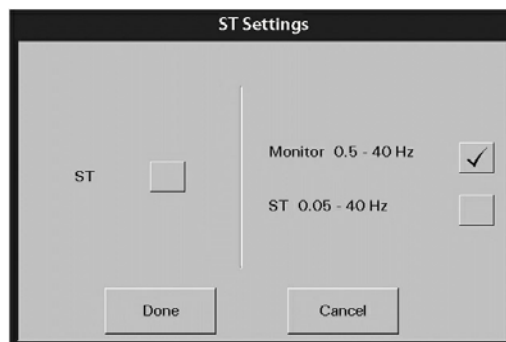 ST Settings
ST
Monitor 0.5 - 40 Hz
ST 0.05 - 40 Hz
Done
Cancel